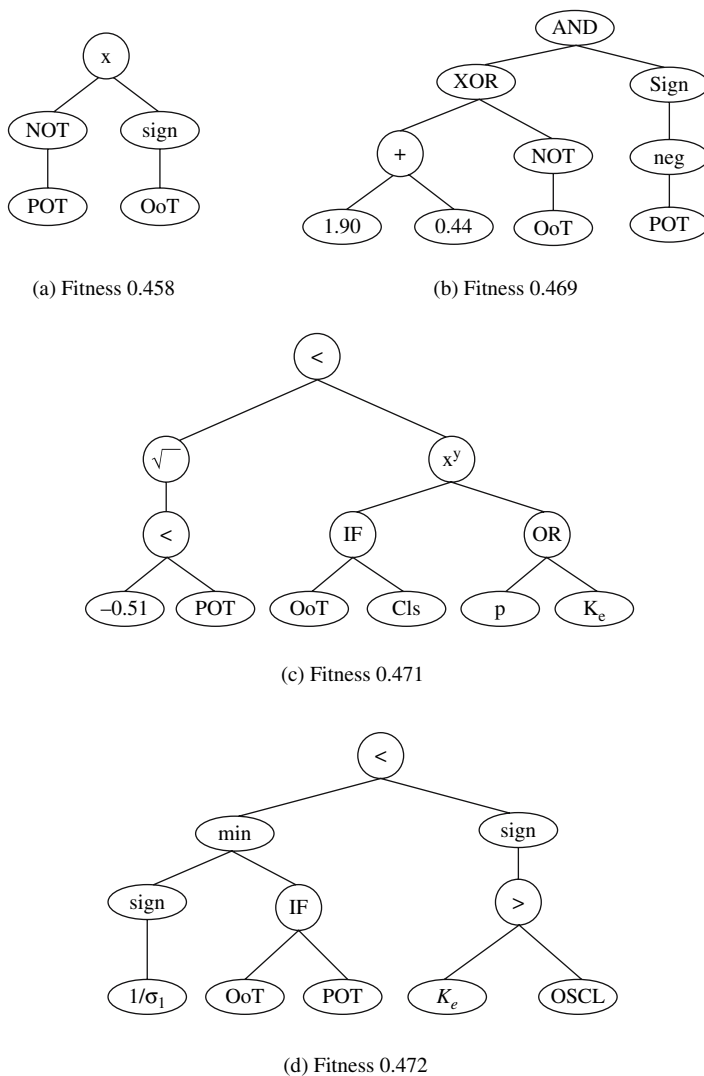 x
NOT sign
POT OoT
(a) Fitness 0.458
AND
XOR Sign
+ NOT neg
1.90 0.44 OoT POT
(b) Fitness 0.469
<
√ x^y
< IF OR
–0.51 POT OoT Cls p K_e
(c) Fitness 0.471
<
min sign
sign IF >
1/σ_1 OoT POT K_e OSCL
(d) Fitness 0.472